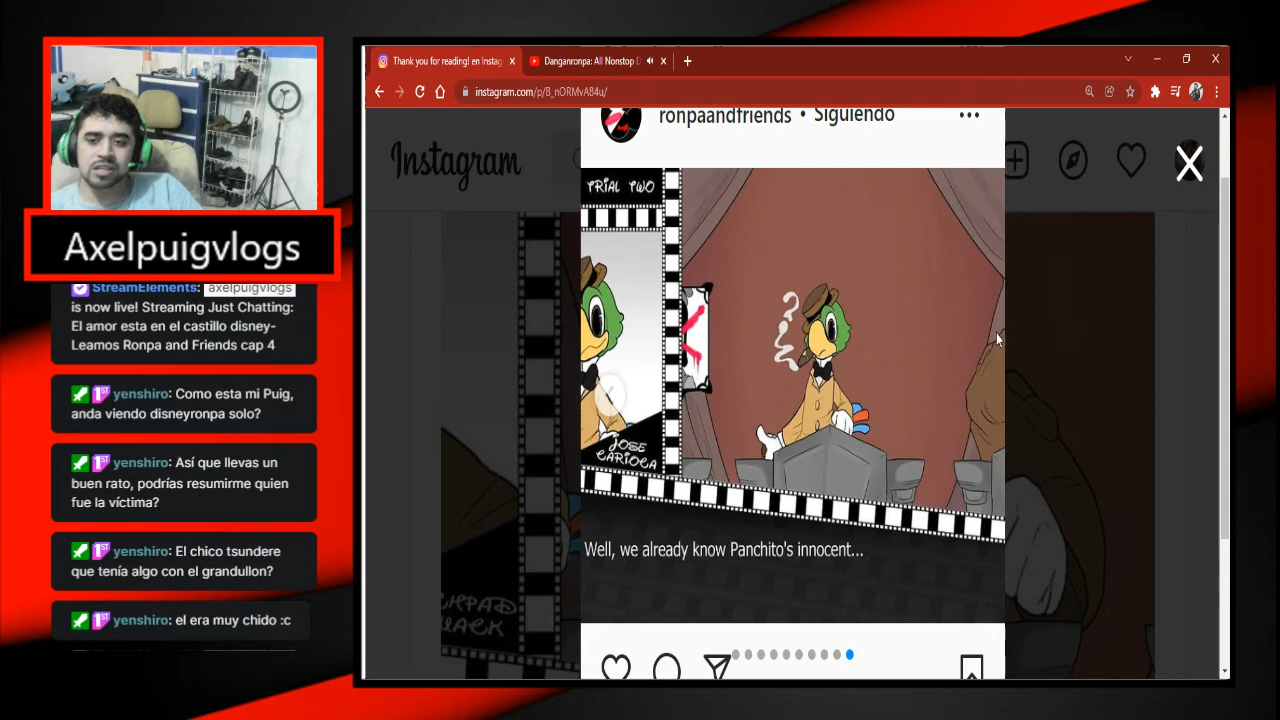 Thank you for reading! en Instag
Danganronpa: All Nonstop D
instagram.com/p/B_nORMvA84u/
ronpaandfriends • Siguiendo
Instagram
TRIAL TWO
JOSE
CARIOCA
Well, we already know Panchito's innocent...
Axelpuigvlogs
StreamElements: axelpuigvlogs
is now live! Streaming Just Chatting:
El amor esta en el castillo disney-
Leamos Ronpa and Friends cap 4
yenshiro: Como esta mi Puig,
anda viendo disneyronpa solo?
yenshiro: Así que llevas un
buen rato, podrías resumirme quien
fue la víctima?
yenshiro: El chico tsundere
que tenía algo con el grandullon?
yenshiro: el era muy chido :c